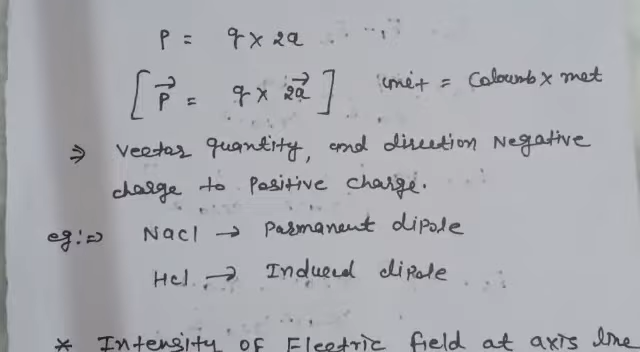 P = q × 2a
[P⃗ = q × 2a⃗] Unit = Coloumb × met
⇒ Vector quantity, and direction Negative
charge to Positive charge.
eg:⇒ NaCl → Parmanent dipole
HCl → Induced dipole
* Intensity of Electric field at axis line